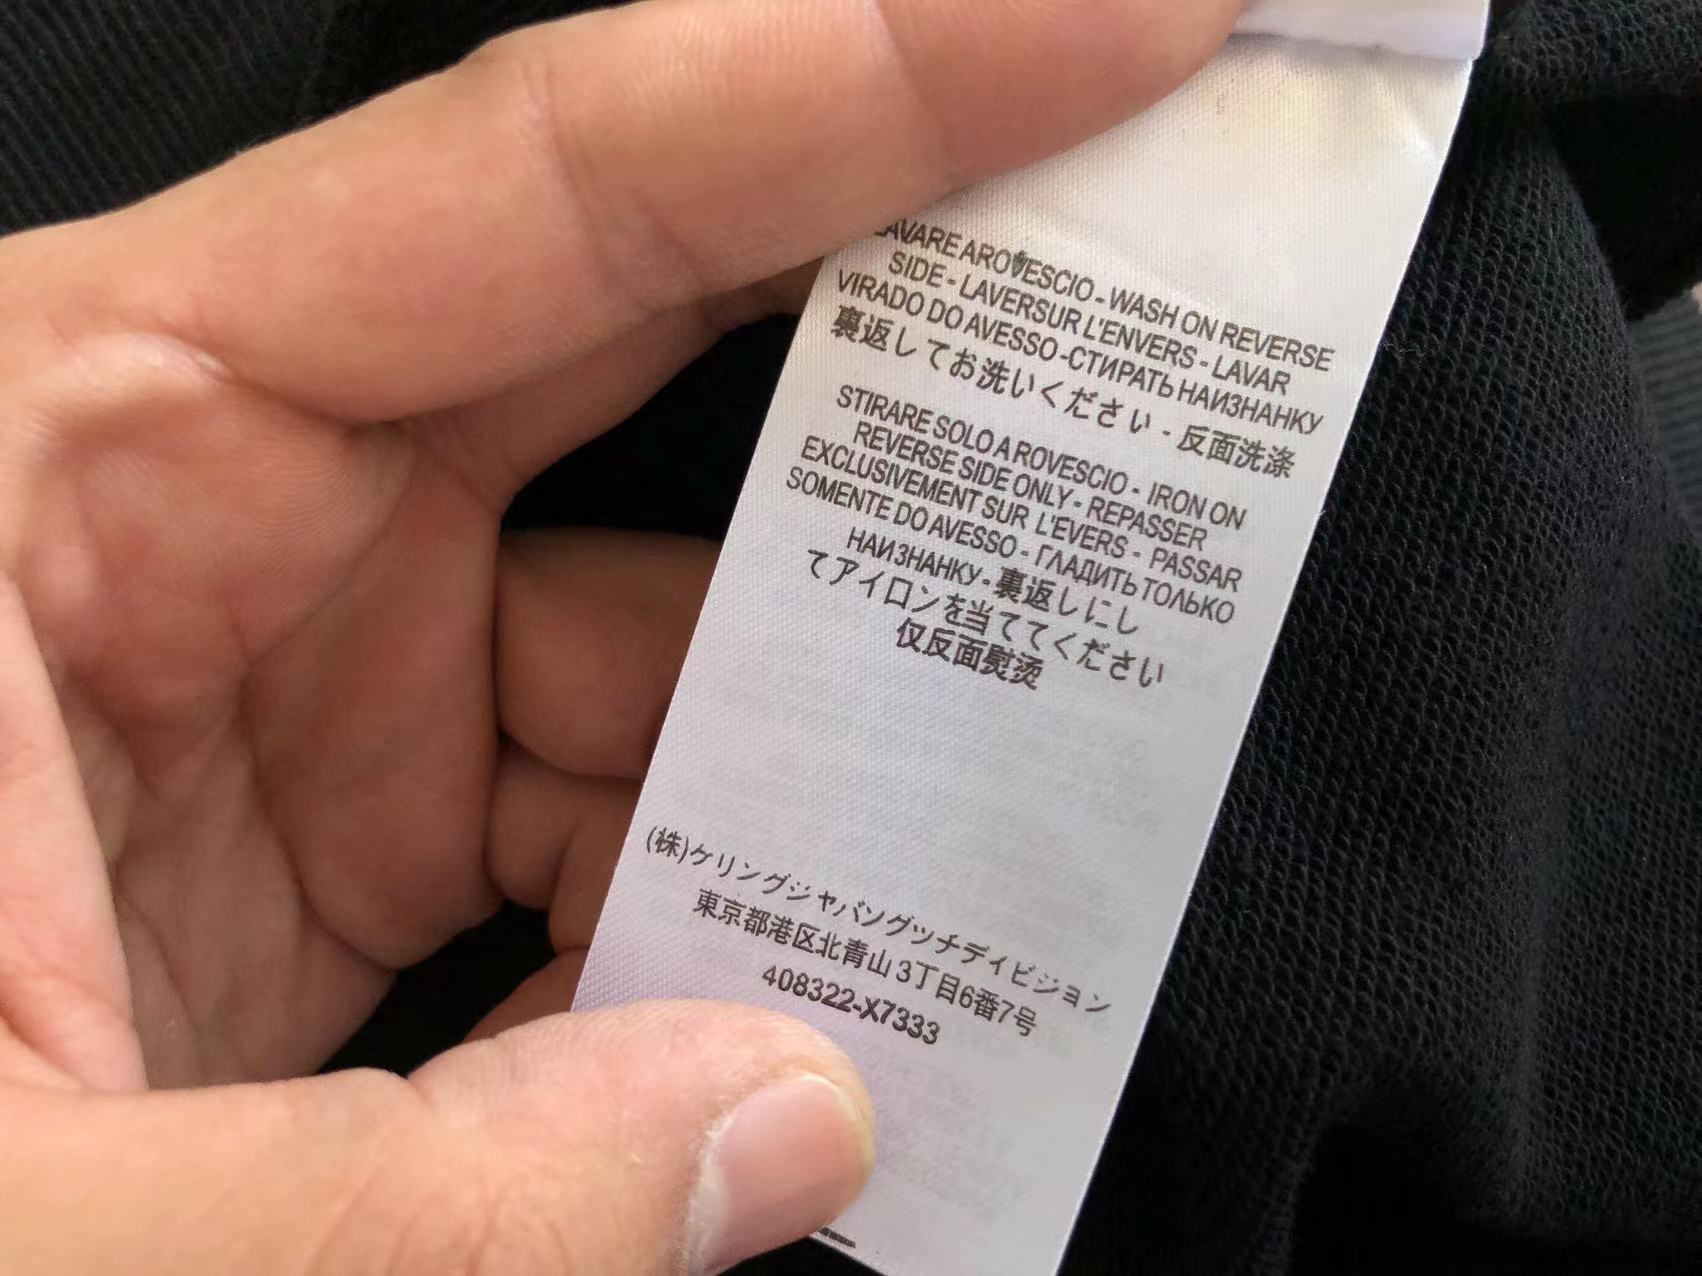 LAVARE AROVESCIO - WASH ON REVERSE
SIDE - LAVERSUR L'ENVERS - LAVAR
VIRADO DO AVESSO -СТИРАТЬ НАИЗНАНКУ
裏返してお洗いください - 反面洗涤
STIRARE SOLO A ROVESCIO - IRON ON
REVERSE SIDE ONLY - REPASSER
EXCLUSIVEMENT SUR L'EVERS - PASSAR
SOMENTE DO AVESSO - ГЛАДИТЬ ТОЛЬКО
НАИЗНАНКУ - 裏返しにし
てアイロンを当ててください
仅反面熨烫
(株)ケリングジヤバングツチディビジョン
東京都港区北青山 3丁目6番7号
408322-X7333